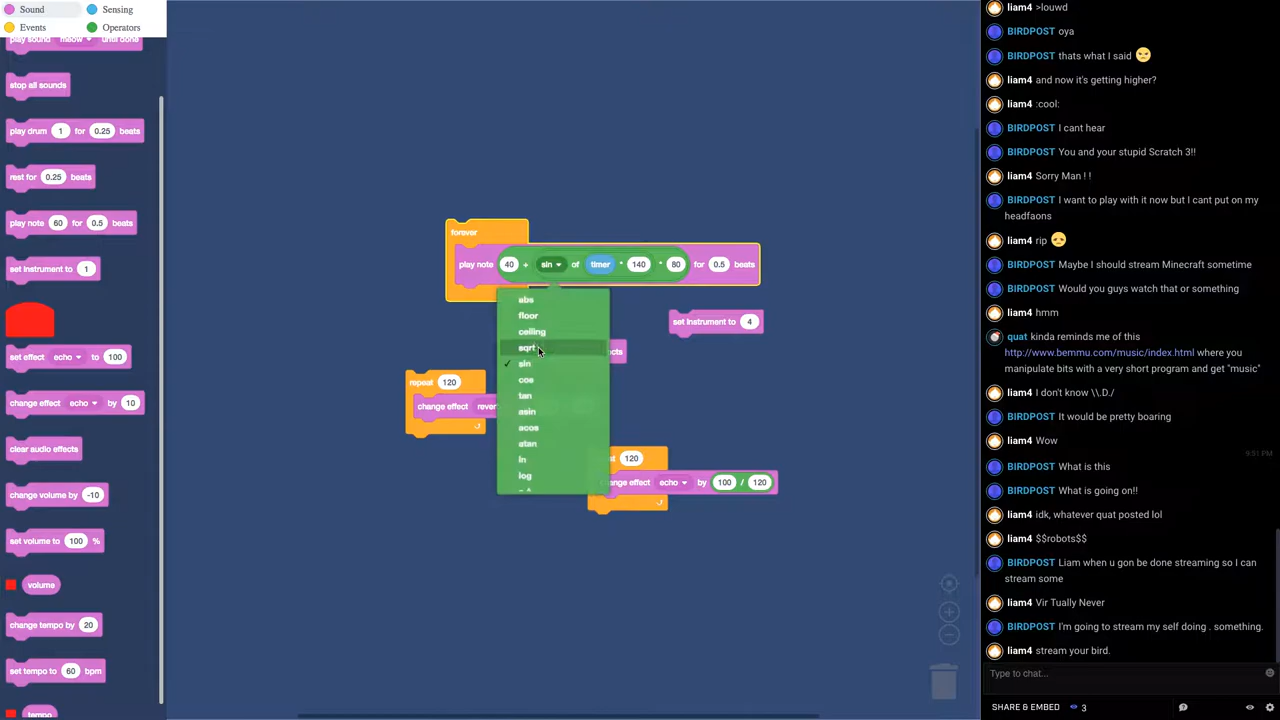 Sound
Sensing
Events
Operators
play sound meow until done
stop all sounds
play drum 1 for 0.25 beats
rest for 0.25 beats
play note 60 for 0.5 beats
set instrument to 1
set effect echo to 100
change effect echo by 10
clear audio effects
change volume by -10
set volume to 100 %
volume
change tempo by 20
set tempo to 60 bpm
tempo
forever
play note 40 + sin of timer * 140 * 80 for 0.5 beats
abs
floor
ceiling
sqrt
✓ sin
cos
tan
asin
acos
atan
ln
log
set instrument to 4
repeat 120
change effect
120
change effect echo by 100 / 120
liam4 >louwd
BIRDPOST oya
BIRDPOST thats what I said 😠
liam4 and now it's getting higher?
liam4 :cool:
BIRDPOST I cant hear
BIRDPOST You and your stupid Scratch 3!!
liam4 Sorry Man ! !
BIRDPOST I want to play with it now but I cant put on my
headfaons
liam4 rip 😞
BIRDPOST Maybe I should stream Minecraft sometime
BIRDPOST Would you guys watch that or something
liam4 hmm
quat kinda reminds me of this
http://www.bemmu.com/music/index.html where you
manipulate bits with a very short program and get "music"
liam4 I don't know \\.D./
BIRDPOST It would be pretty boaring
liam4 Wow
9:51 PM
BIRDPOST What is this
BIRDPOST What is going on!!
liam4 idk, whatever quat posted lol
liam4 $$robots$$
BIRDPOST Liam when u gon be done streaming so I can
stream some
liam4 Vir Tually Never
BIRDPOST I'm going to stream my self doing . something.
liam4 stream your bird.
Type to chat...
SHARE & EMBED 3